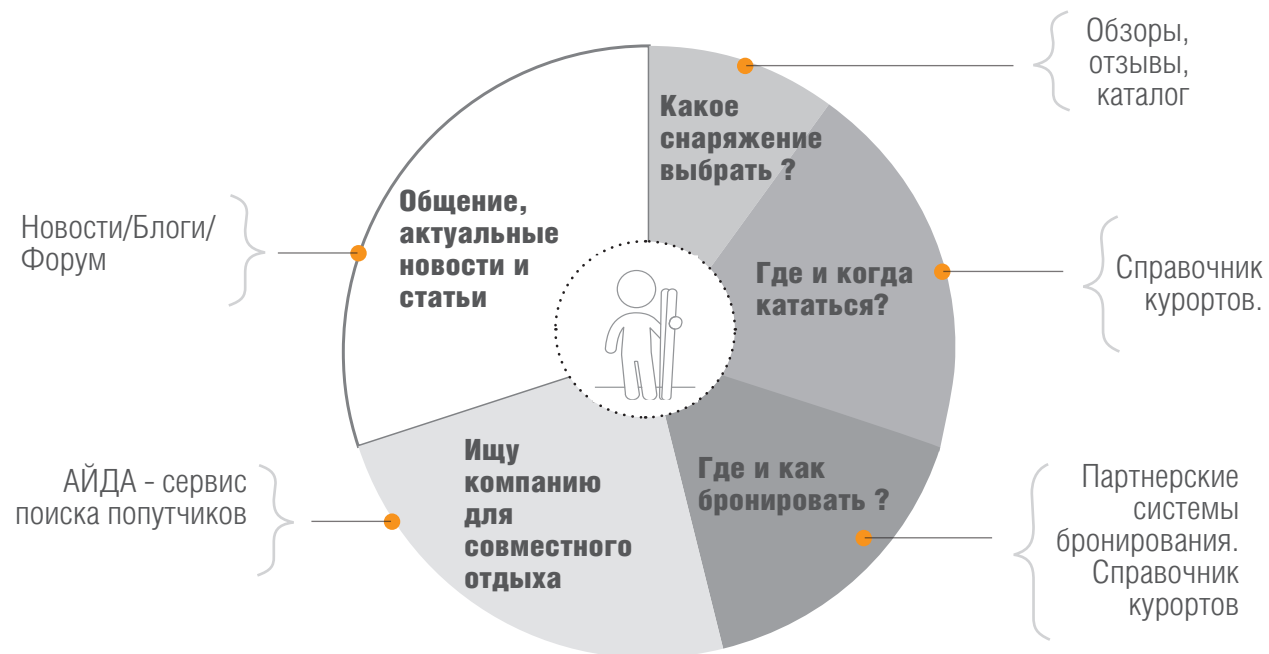 Обзоры,
отзывы,
каталог
Какое
снаряжение
выбрать ?
Общение,
актуальные
новости и
статьи
Новости/Блоги/
Форум
Где и когда
кататься?
Справочник
курортов.
Ищу
компанию
для
совместного
отдыха
АЙДА - сервис
поиска попутчиков
Где и как
бронировать ?
Партнерские
системы
бронирования.
Справочник
курортов